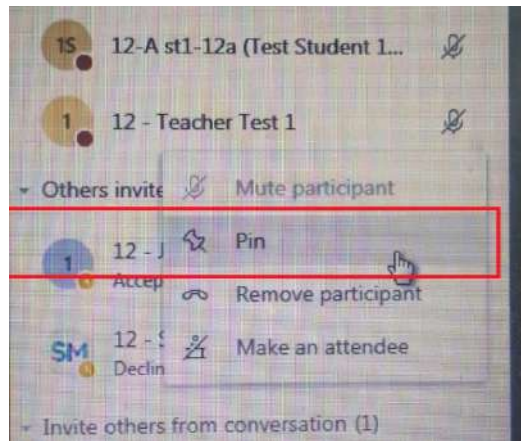 1S 12-A st1-12a (Test Student 1...
1 12 - Teacher Test 1
Others invite
Mute participant
1 12 - J Pin
Accep
Remove participant
SM 12 - S Make an attendee
Declin
Invite others from conversation (1)